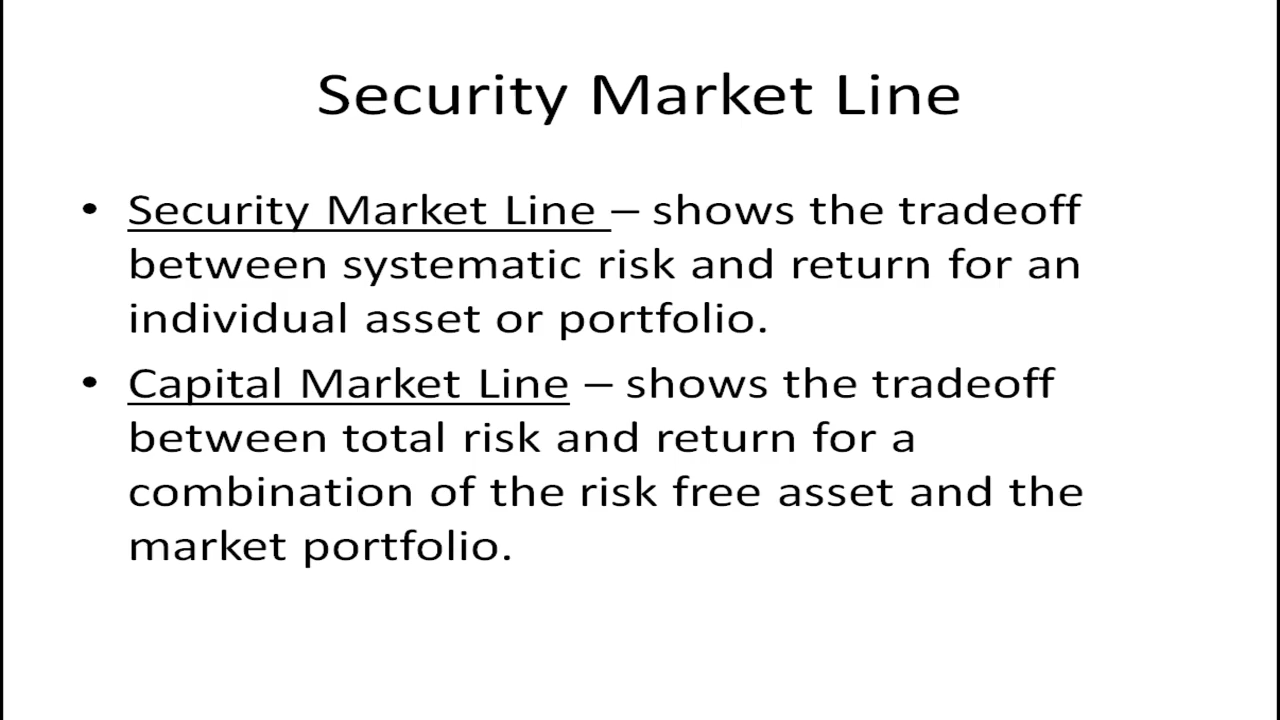 Security Market Line
• Security Market Line – shows the tradeoff
between systematic risk and return for an
individual asset or portfolio.
• Capital Market Line – shows the tradeoff
between total risk and return for a
combination of the risk free asset and the
market portfolio.